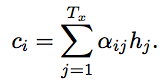 c_i = \sum_{j=1}^{T_x} \alpha_{ij} h_j.